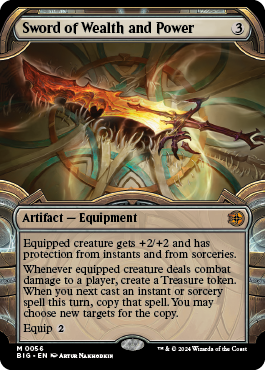 Sword of Wealth and Power 3
Artifact — Equipment
Equipped creature gets +2/+2 and has
protection from instants and from sorceries.
Whenever equipped creature deals combat
damage to a player, create a Treasure token.
When you next cast an instant or sorcery
spell this turn, copy that spell. You may
choose new targets for the copy.
Equip 2
M 0056
BIG • EN Artur Nakhodkin
™ & © 2024 Wizards of the Coast